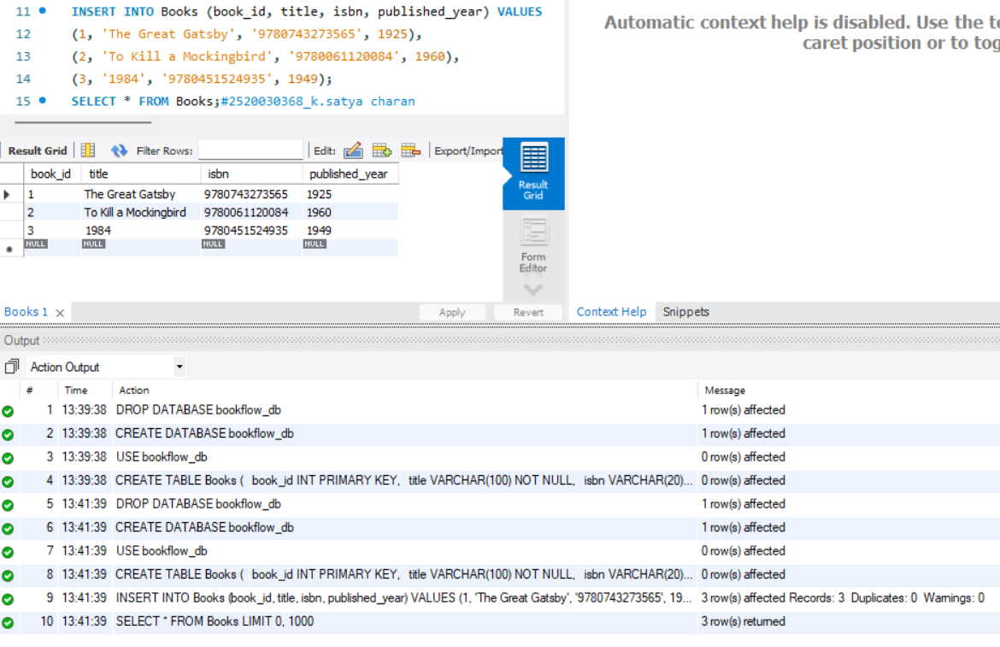 11 INSERT INTO Books (book_id, title, isbn, published_year) VALUES
12 (1, 'The Great Gatsby', '9780743273565', 1925),
13 (2, 'To Kill a Mockingbird', '9780061120084', 1960),
14 (3, '1984', '9780451524935', 1949);
15 SELECT * FROM Books;#2520030368_k.satya charan
Automatic context help is disabled. Use the
caret position or to
Result Grid Filter Rows: Edit: Export/Import
book_id title isbn published_year
1 The Great Gatsby 9780743273565 1925
2 To Kill a Mockingbird 9780061120084 1960
3 1984 9780451524935 1949
NULL NULL NULL NULL
Result
Grid
Form
Editor
Books 1 Apply Revert
Context Help Snippets
Output
Action Output
# Time Action Message
1 13:39:38 DROP DATABASE bookflow_db 1 row(s) affected
2 13:39:38 CREATE DATABASE bookflow_db 1 row(s) affected
3 13:39:38 USE bookflow_db 0 row(s) affected
4 13:39:38 CREATE TABLE Books ( book_id INT PRIMARY KEY, title VARCHAR(100) NOT NULL, isbn VARCHAR(20)... 0 row(s) affected
5 13:41:39 DROP DATABASE bookflow_db 1 row(s) affected
6 13:41:39 CREATE DATABASE bookflow_db 1 row(s) affected
7 13:41:39 USE bookflow_db 0 row(s) affected
8 13:41:39 CREATE TABLE Books ( book_id INT PRIMARY KEY, title VARCHAR(100) NOT NULL, isbn VARCHAR(20)... 0 row(s) affected
9 13:41:39 INSERT INTO Books (book_id, title, isbn, published_year) VALUES (1, 'The Great Gatsby', '9780743273565', 19... 3 row(s) affected Records: 3 Duplicates: 0 Warnings: 0
10 13:41:39 SELECT * FROM Books LIMIT 0, 1000 3 row(s) returned